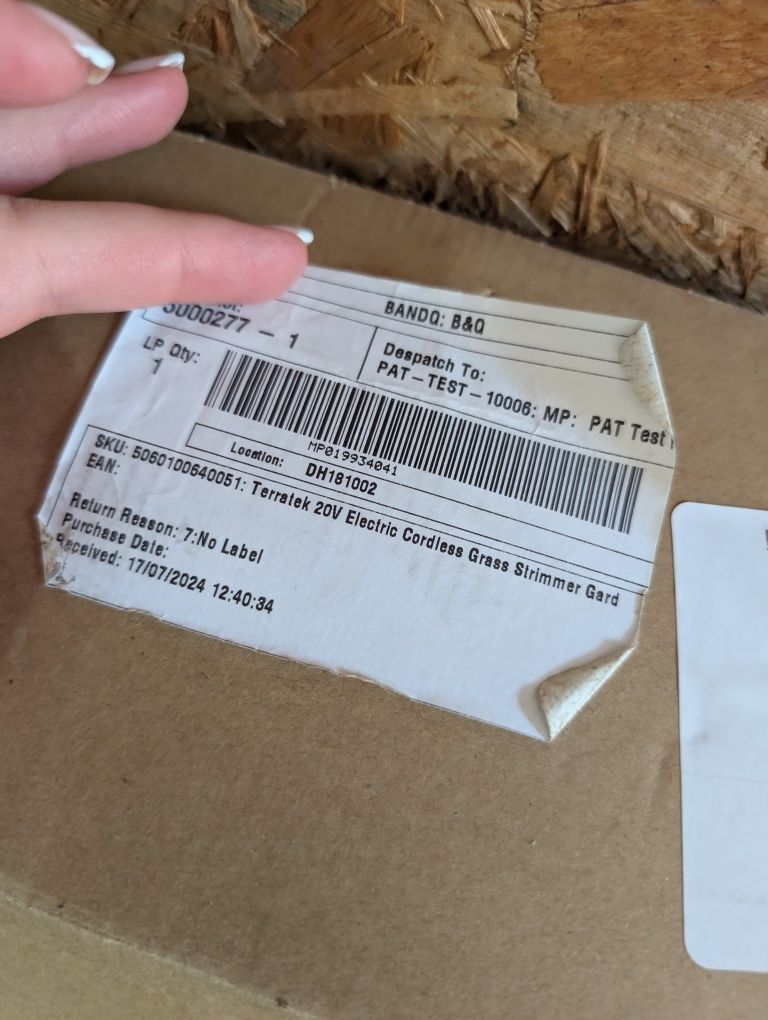 BANDQ: B&Q
5000277 - 1
Despatch To:
PAT-TEST-10006: MP: PAT Test
LP Qty:
1
MP019934041
Location: DH181002
SKU: 5060100640051: Terratek 20V Electric Cordless Grass Strimmer Gard
EAN:
Return Reason: 7:No Label
Purchase Date:
Received: 17/07/2024 12:40:34